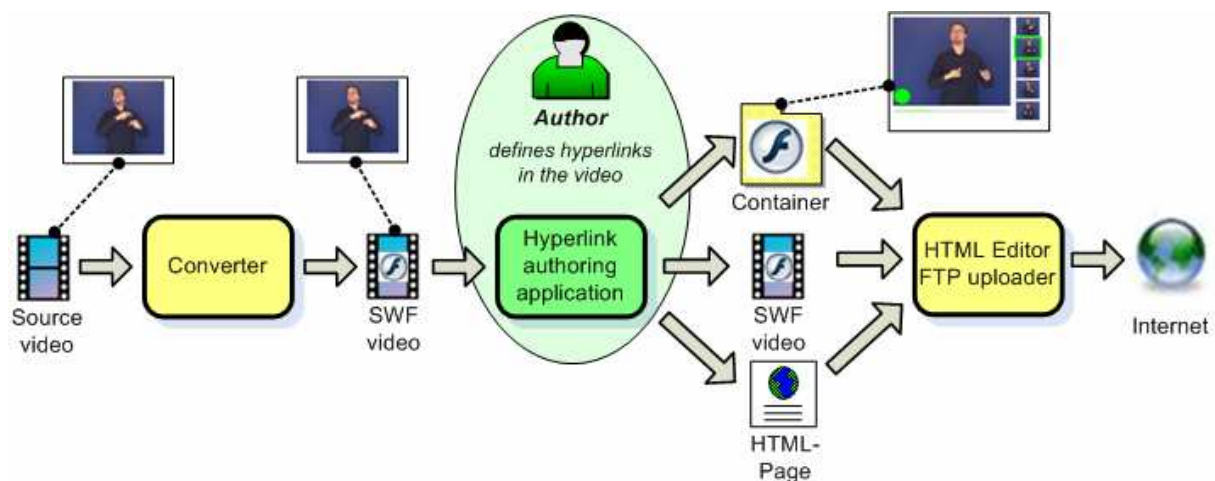 Author
defines hyperlinks
in the video
Source
video
Converter
SWF
video
Hyperlink
authoring
application
Container
SWF
video
HTML-
Page
HTML Editor
FTP uploader
Internet